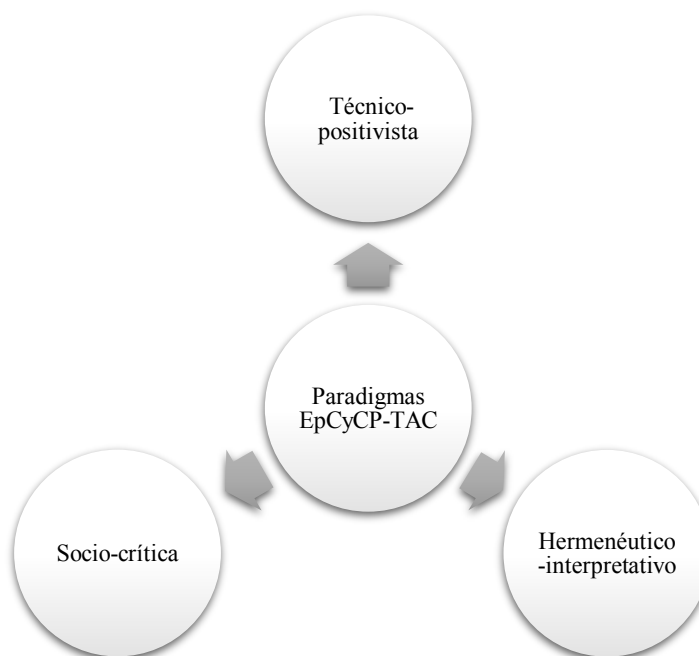 Técnico-
positivista
Paradigmas
EpCyCP-TAC
Socio-crítica
Hermenéutico
-interpretativo